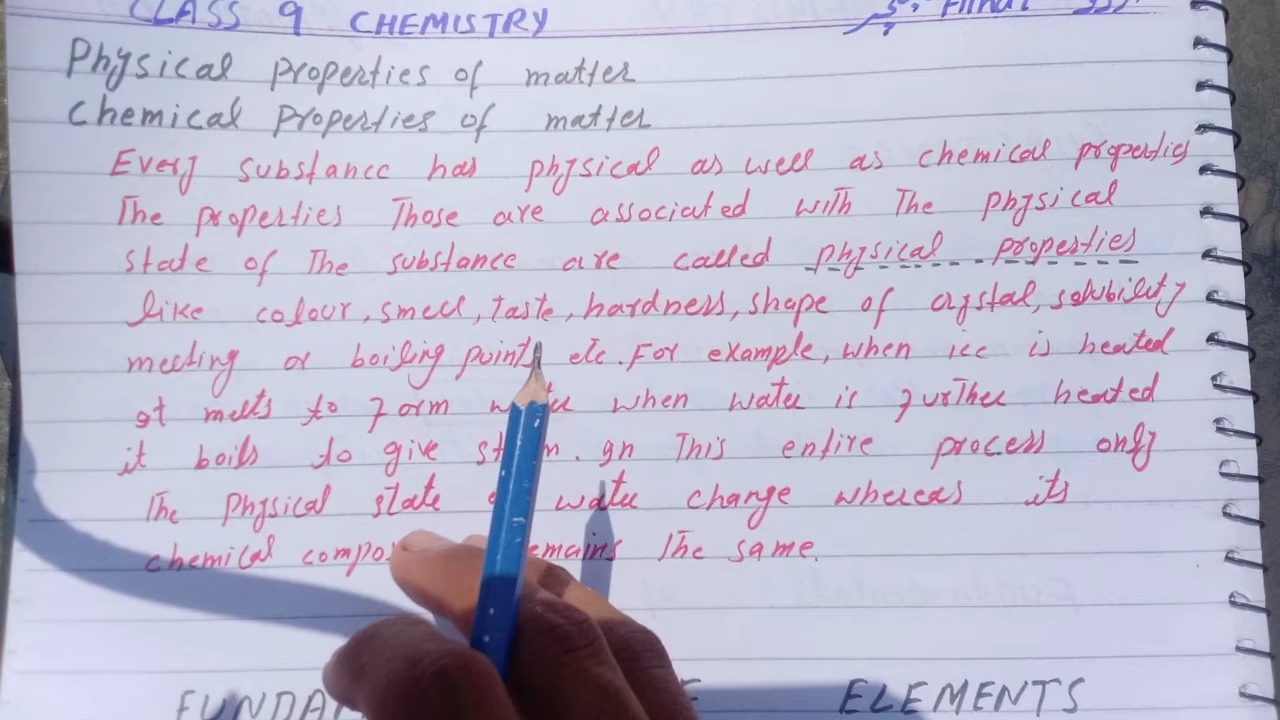 CLASS 9 CHEMISTRY
Physical properties of matter
Chemical properties of matter
Every substance has physical as well as chemical properties
The properties Those are associated with The physical
state of The substance are called physical properties
like colour, smell, taste, hardness, shape of crystal, solubility
melting or boiling points etc. For example, when ice is heated
It melts to form water when water is further heated
it boils to give st m. In This entire process only
The physical state water change whereas its
chemical compo emains The same.
ELEMENTS